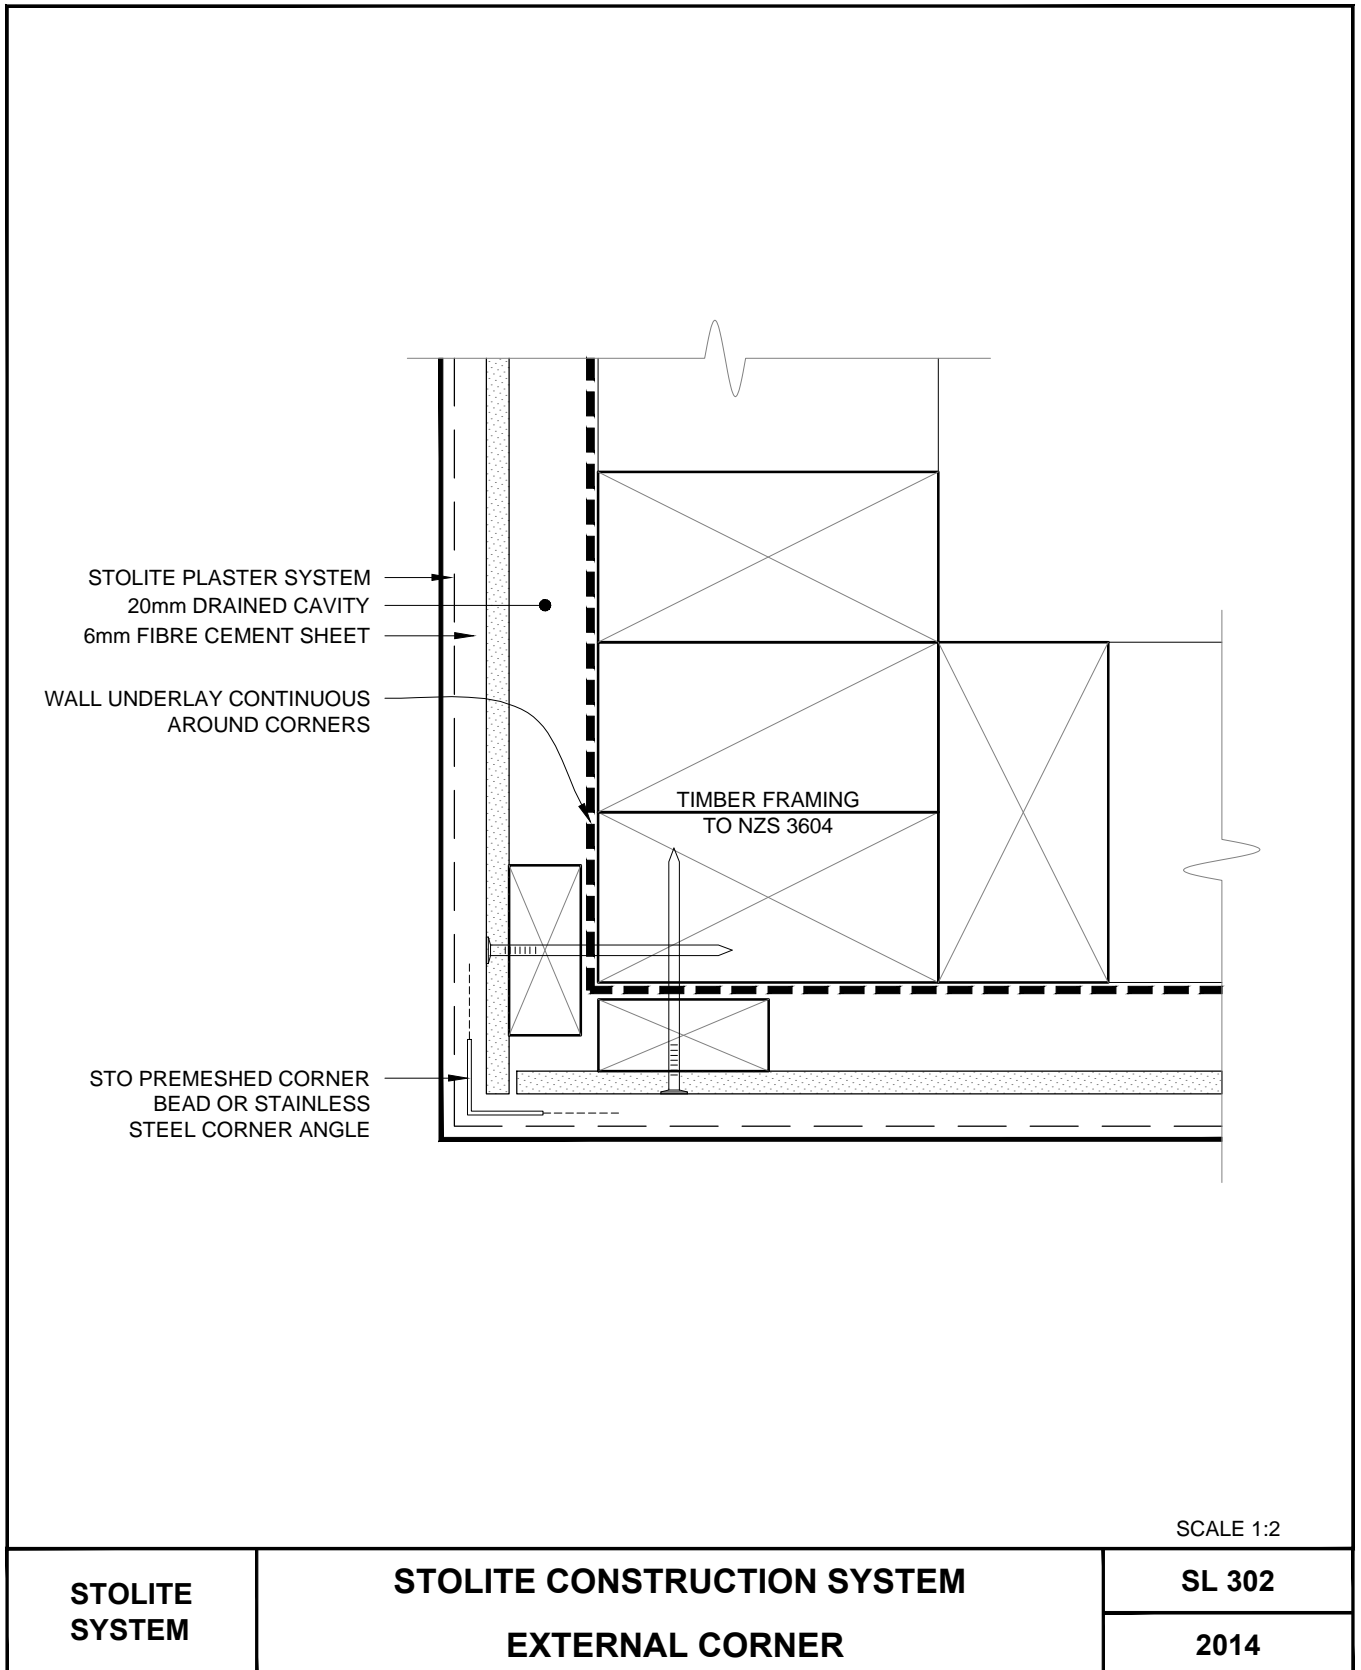 STOLITE PLASTER SYSTEM
20mm DRAINED CAVITY
6mm FIBRE CEMENT SHEET
WALL UNDERLAY CONTINUOUS
AROUND CORNERS
TIMBER FRAMING
TO NZS 3604
STO PREMESHED CORNER
BEAD OR STAINLESS
STEEL CORNER ANGLE
SCALE 1:2
STOLITE
SYSTEM
STOLITE CONSTRUCTION SYSTEM
EXTERNAL CORNER
SL 302
2014